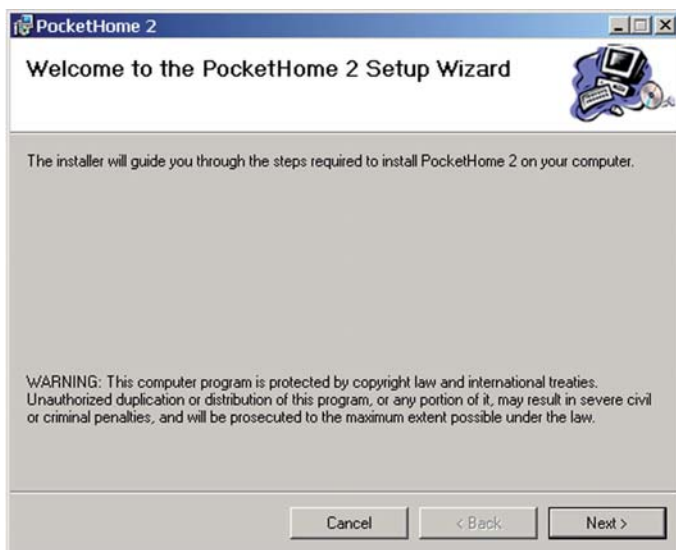 PocketHome 2
Welcome to the PocketHome 2 Setup Wizard
The installer will guide you through the steps required to install PocketHome 2 on your computer.
WARNING: This computer program is protected by copyright law and international treaties.
Unauthorized duplication or distribution of this program, or any portion of it, may result in severe civil
or criminal penalties, and will be prosecuted to the maximum extent possible under the law.
Cancel
< Back
Next >